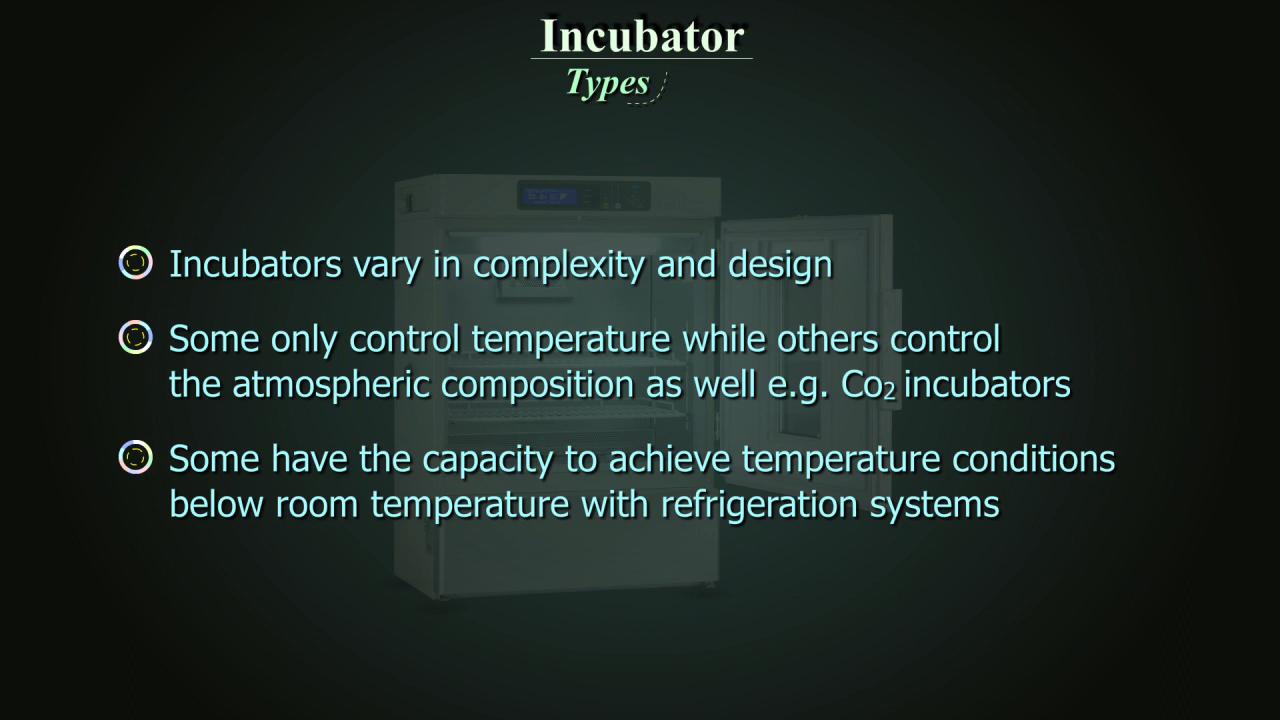 Incubator
Types
Incubators vary in complexity and design
Some only control temperature while others control
the atmospheric composition as well e.g. Co₂ incubators
Some have the capacity to achieve temperature conditions
below room temperature with refrigeration systems